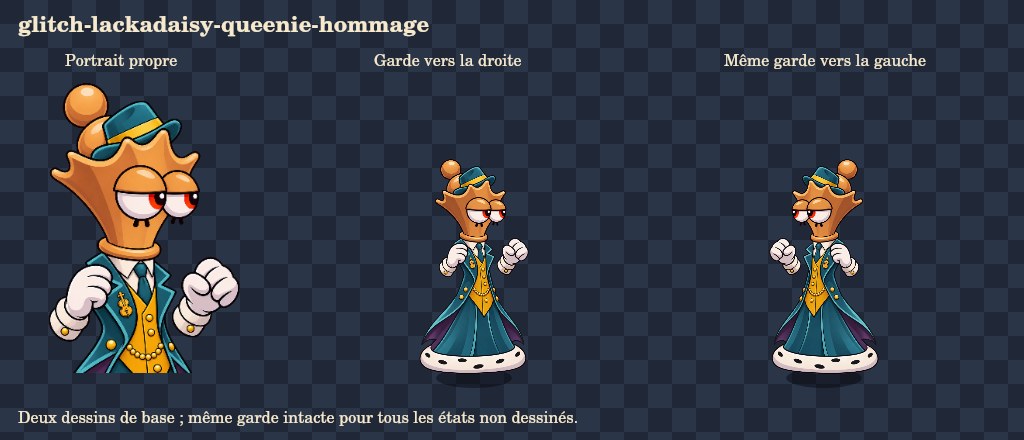 glitch-lackadaisy-queenie-hommage
Portrait propre
Garde vers la droite
Même garde vers la gauche
Deux dessins de base ; même garde intacte pour tous les états non dessinés.